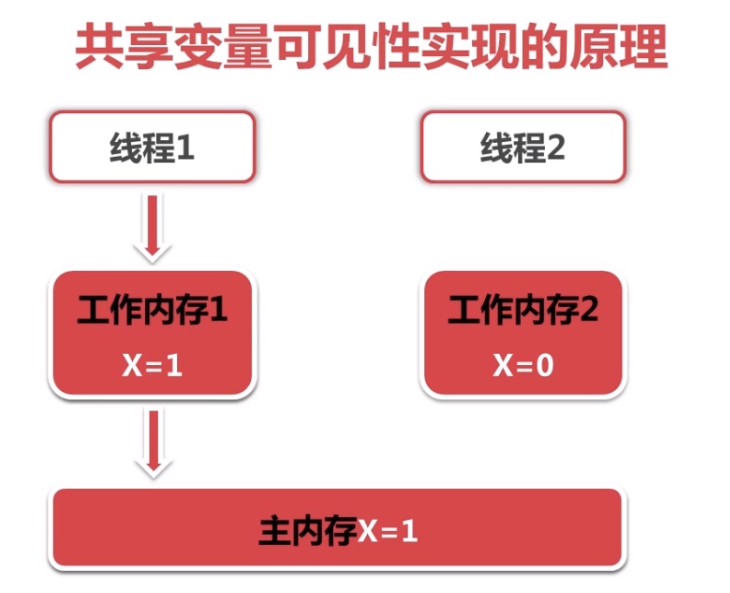 共享变量可见性实现的原理
线程1
线程2
工作内存1
X=1
工作内存2
X=0
主内存X=1